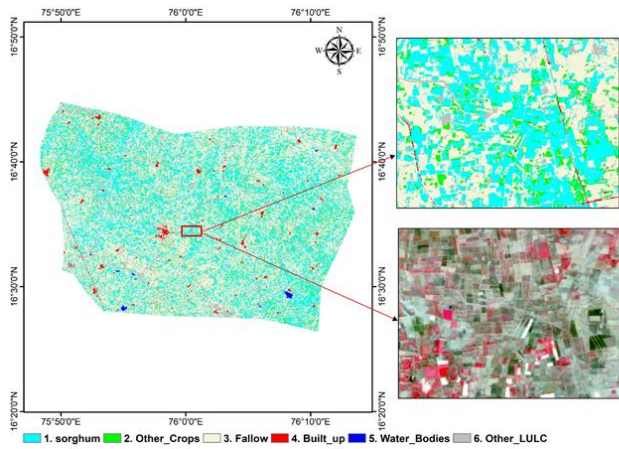 75°50'0"E 76°0'0"E 76°10'0"E
N
W E
S
16°50'0"N 16°50'0"N
16°40'0"N 16°40'0"N
16°30'0"N 16°30'0"N
16°20'0"N 16°20'0"N
75°50'0"E 76°0'0"E 76°10'0"E
1. sorghum 2. Other_Crops 3. Fallow 4. Built_up 5. Water_Bodies 6. Other_LULC